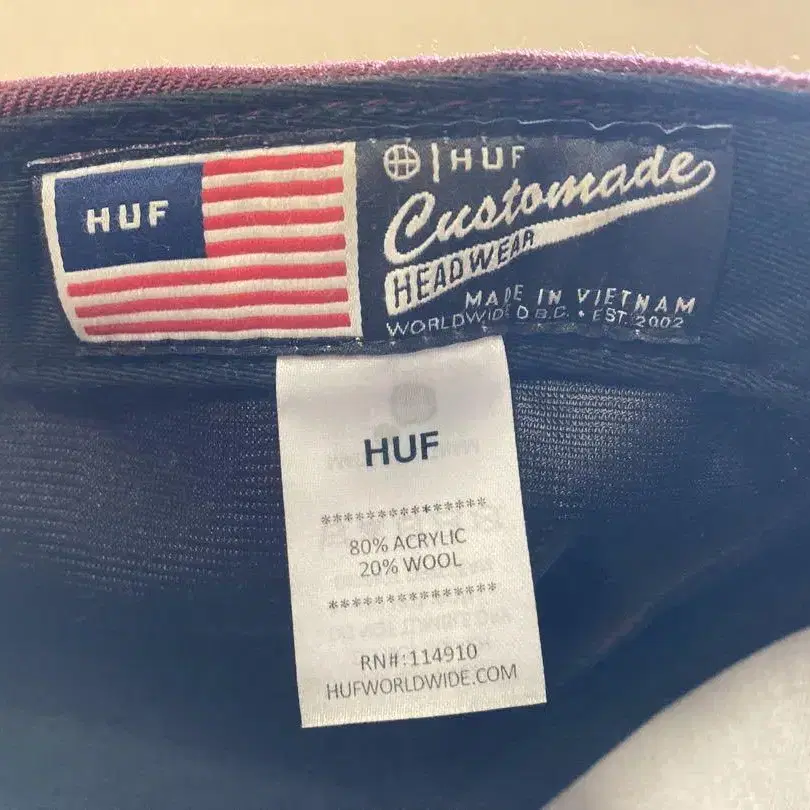 HUF
| HUF
Customade
HEADWEAR
MADE IN VIETNAM
WORLDWIDE D.B.C. • EST. 2002
HUF
***************
80% ACRYLIC
20% WOOL
***************
RN#:114910
HUFWORLDWIDE.COM